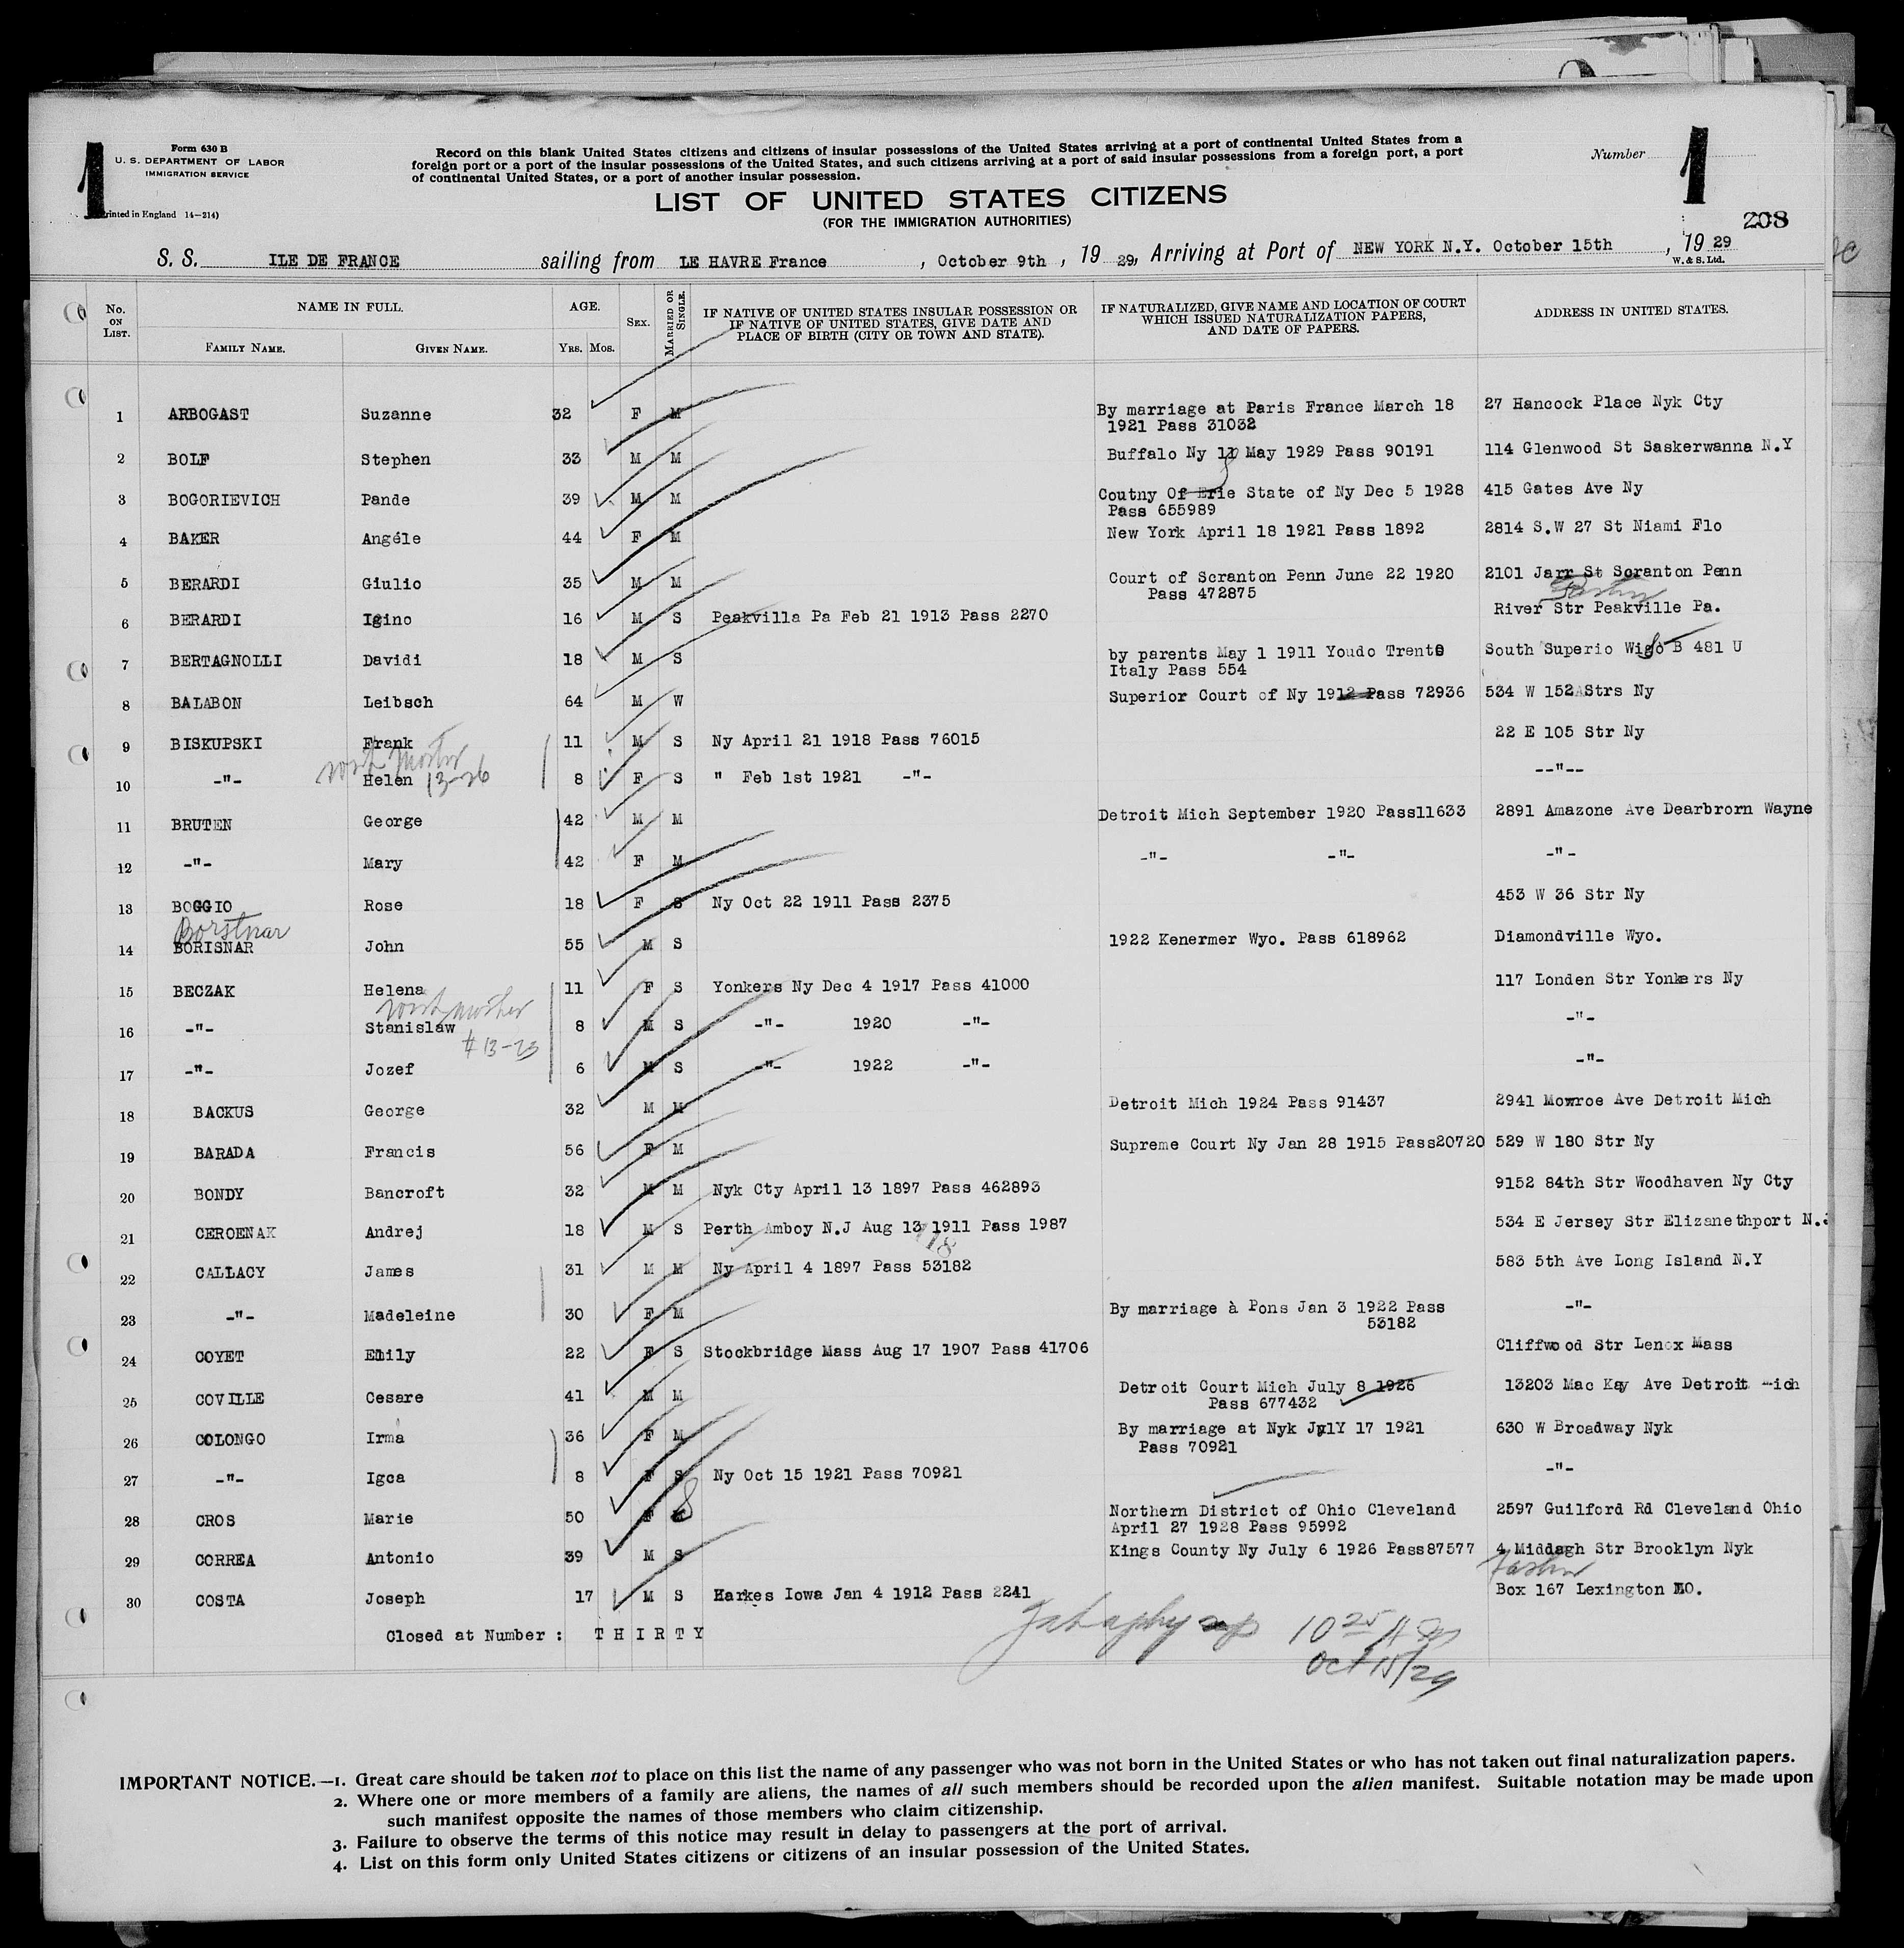 1
Form 630 B
U. S. DEPARTMENT OF LABOR
IMMIGRATION SERVICE
rinted in England 14—214)
Record on this blank United States citizens and citizens of insular possessions of the United States arriving at a port of continental United States from a
foreign port or a port of the insular possessions of the United States, and such citizens arriving at a port of said insular possessions from a foreign port, a port
of continental United States, or a port of another insular possession.
LIST OF UNITED STATES CITIZENS
(FOR THE IMMIGRATION AUTHORITIES)
Number
1
208
S. S. ILE DE FRANCE sailing from LE HAVRE France , October 9th , 19 29, Arriving at Port of NEW YORK N.Y. October 15th , 19 29
W. & S. Ltd.
No. ON LIST. NAME IN FULL. FAMILY NAME. GIVEN NAME. AGE. YRS. MOS. SEX. MARRIED OR SINGLE. IF NATIVE OF UNITED STATES INSULAR POSSESSION OR IF NATIVE OF UNITED STATES, GIVE DATE AND PLACE OF BIRTH (CITY OR TOWN AND STATE). IF NATURALIZED, GIVE NAME AND LOCATION OF COURT WHICH ISSUED NATURALIZATION PAPERS, AND DATE OF PAPERS. ADDRESS IN UNITED STATES.
1 ARBOGAST Suzanne 32 F M By marriage at Paris France March 18 27 Hancock Place Nyk Cty
1921 Pass 31032
2 BOLF Stephen 33 M M Buffalo Ny 11 May 1929 Pass 90191 114 Glenwood St Saskerwanna N.Y
3 BOGORIEVICH Pande 39 M M Coutny Of Erie State of Ny Dec 5 1928 415 Gates Ave Ny
Pass 655989
4 BAKER Angéle 44 F M New York April 18 1921 Pass 1892 2814 S.W 27 St Niami Flo
5 BERARDI Giulio 35 M M Court of Scranton Penn June 22 1920 2101 Jarr St Scranton Penn
Pass 472875
6 BERARDI Igino 16 M S Peakvilla Pa Feb 21 1913 Pass 2270 River Str Peakville Pa.
7 BERTAGNOLLI Davidi 18 M S by parents May 1 1911 Youdo Trento South Superio Wigo B 481 U
Italy Pass 554
8 BALABON Leibsch 64 M W Superior Court of Ny 1912 Pass 72936 534 W 152 Strs Ny
9 BISKUPSKI Frank 11 M S Ny April 21 1918 Pass 76015 22 E 105 Str Ny
with mother
13-26
10 -"- Helen 8 F S " Feb 1st 1921 -"- --"--
11 BRUTEN George 42 M M Detroit Mich September 1920 Pass11633 2891 Amazone Ave Dearbrorn Wayne
12 -"- Mary 42 F M -"- -"- -"-
13 BOGGIO Rose 18 F S Ny Oct 22 1911 Pass 2375 453 W 36 Str Ny
Borstnar
14 BORISNAR John 55 M S 1922 Kenermer Wyo. Pass 618962 Diamondville Wyo.
15 BECZAK Helena 11 F S Yonkers Ny Dec 4 1917 Pass 41000 117 Londen Str Yonkers Ny
with mother
16 -"- Stanislaw 8 M S -"- 1920 -"- -"-
# 13-23
17 -"- Jozef 6 M S -"- 1922 -"- -"-
18 BACKUS George 32 M M Detroit Mich 1924 Pass 91437 2941 Monroe Ave Detroit Mich
19 BARADA Francis 56 F M Supreme Court Ny Jan 28 1915 Pass20720 529 W 180 Str Ny
20 BONDY Bancroft 32 M M Nyk Cty April 13 1897 Pass 462893 9152 84th Str Woodhaven Ny Cty
21 CEROENAK Andrej 18 M S Perth Amboy N.J Aug 13 1911 Pass 1987 534 E Jersey Str Elizanethport N.J
22 CALLACY James 31 M M Ny April 4 1897 Pass 53182 583 5th Ave Long Island N.Y
23 -"- Madeleine 30 F M By marriage à Pons Jan 3 1922 Pass -"-
53182
24 COYET Emily 22 F S Stockbridge Mass Aug 17 1907 Pass 41706 Cliffwood Str Lenox Mass
25 COVILLE Cesare 41 M M Detroit Court Mich July 8 1926 13203 Mac Kay Ave Detroit -ich
Pass 677432
26 COLONGO Irma 36 F M By marriage at Nyk JulY 17 1921 630 W Broadway Nyk
Pass 70921
27 -"- Igea 8 F S Ny Oct 15 1921 Pass 70921 -"-
28 CROS Marie 50 F S Northern District of Ohio Cleveland 2597 Guilford Rd Cleveland Ohio
April 27 1928 Pass 95992
29 CORREA Antonio 39 M S Kings County Ny July 6 1926 Pass87577 4 Middagh Str Brooklyn Nyk
30 COSTA Joseph 17 M S Harkes Iowa Jan 4 1912 Pass 2241 Box 167 Lexington MO.
Closed at Number : T H I R T Y
10 25 A m
Oct 15/29
IMPORTANT NOTICE.—1. Great care should be taken not to place on this list the name of any passenger who was not born in the United States or who has not taken out final naturalization papers.
2. Where one or more members of a family are aliens, the names of all such members should be recorded upon the alien manifest. Suitable notation may be made upon
such manifest opposite the names of those members who claim citizenship.
3. Failure to observe the terms of this notice may result in delay to passengers at the port of arrival.
4. List on this form only United States citizens or citizens of an insular possession of the United States.